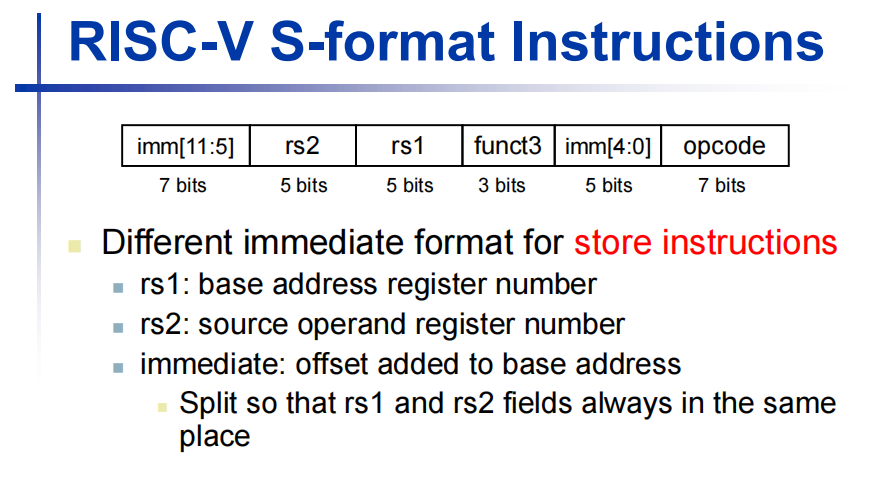 RISC-V S-format Instructions
imm[11:5] rs2 rs1 funct3 imm[4:0] opcode
7 bits 5 bits 5 bits 3 bits 5 bits 7 bits
Different immediate format for store instructions
rs1: base address register number
rs2: source operand register number
immediate: offset added to base address
Split so that rs1 and rs2 fields always in the same
place